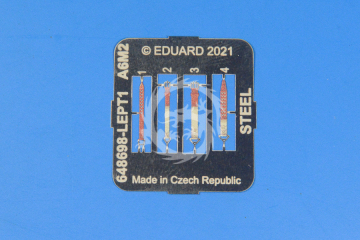 © EDUARD 2021
648698-LEPT1 A6M2
1 2 3 4
STEEL
Made in Czech Republic